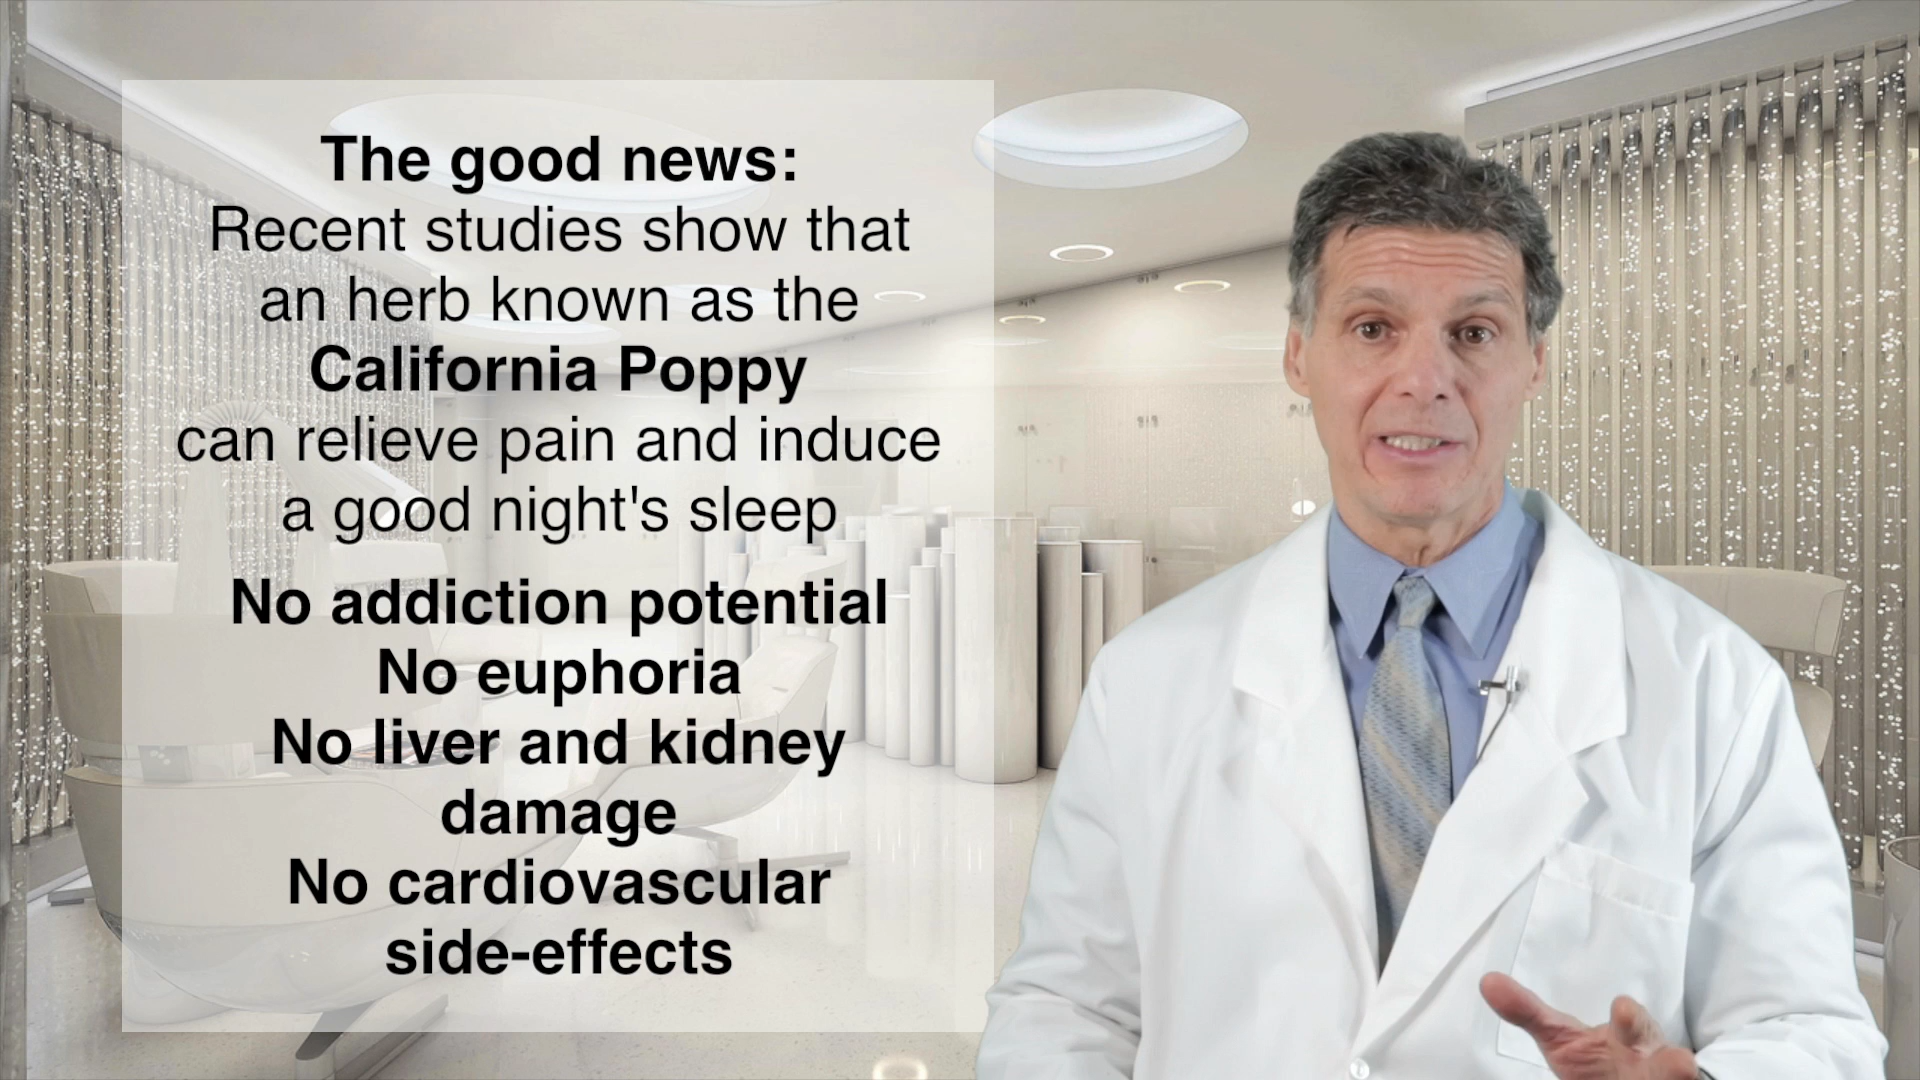 The good news:
Recent studies show that
an herb known as the
California Poppy
can relieve pain and induce
a good night's sleep
No addiction potential
No euphoria
No liver and kidney
damage
No cardiovascular
side-effects